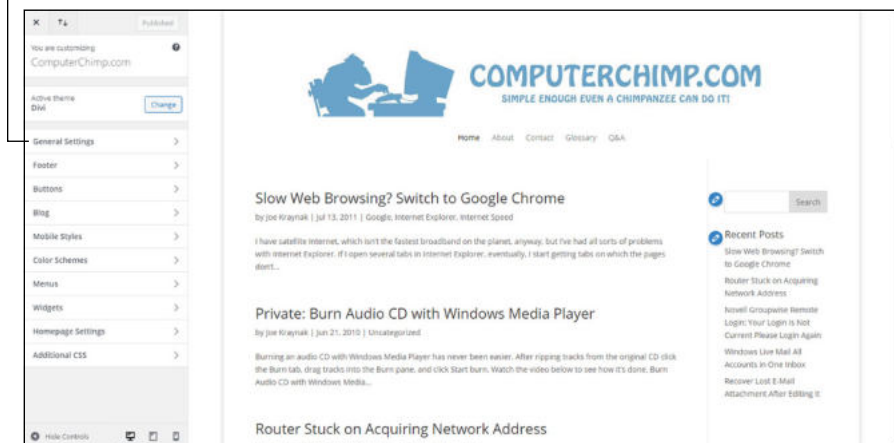 Published
You are customizing
ComputerChimp.com
Active theme
Divi
Change
General Settings
Footer
Buttons
Blog
Mobile Styles
Color Schemes
Menus
Widgets
Homepage Settings
Additional CSS
Hide Controls
COMPUTERCHIMP.COM
SIMPLE ENOUGH EVEN A CHIMPANZEE CAN DO IT!
Home About Contact Glossary Q&A
Slow Web Browsing? Switch to Google Chrome
by Joe Kraynak | Jul 13, 2011 | Google, Internet Explorer, Internet Speed
I have satellite Internet, which isn't the fastest broadband on the planet, anyway, but I've had all sorts of problems
with Internet Explorer. If I open several tabs in Internet Explorer, eventually, I start getting tabs on which the pages
don't...
Private: Burn Audio CD with Windows Media Player
by Joe Kraynak | Jun 21, 2010 | Uncategorized
Burning an audio CD with Windows Media Player has never been easier. After ripping tracks from the original CD click
the Burn tab, drag tracks into the Burn pane, and click Start burn. Watch the video below to see how it's done. Burn
Audio CD with Windows Media...
Router Stuck on Acquiring Network Address
Search
Recent Posts
Slow Web Browsing? Switch
to Google Chrome
Router Stuck on Acquiring
Network Address
Novell Groupwise Remote
Login: Your Login Is Not
Current Please Login Again
Windows Live Mail All
Accounts in One Inbox
Recover Lost E-Mail
Attachment After Editing It